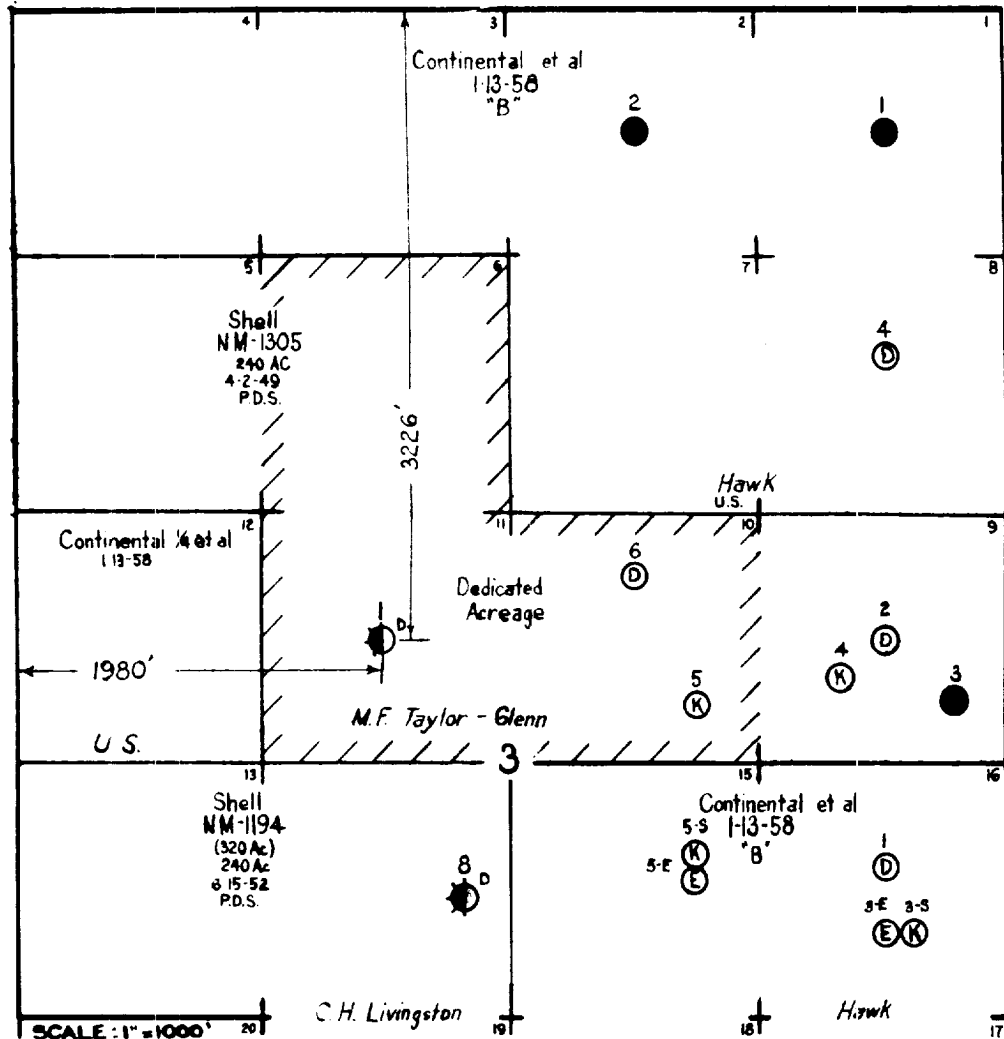 4
3
2
1
Continental et al
1-13-58
"B"
2
1
5
6
7
8
Shell
NM-1305
240 AC
4-2-49
P.D.S.
4
D
3226'
Hawk
U.S.
12
11
10
9
Continental ¼ et al
1-13-58
6
D
Dedicated
Acreage
1
D
2
D
4
K
3
1980'
5
K
M.F. Taylor - Glenn
U S.
13
3
15
16
Shell
NM-1194
(320 Ac)
240 Ac
6 15-52
P.D.S.
Continental et al
1-13-58
"B"
5-S
K
5-E
E
1
D
8
D
3-E
3-S
E
K
C.H. Livingston
Hawk
SCALE : 1" = 1000'
20
19
18
17